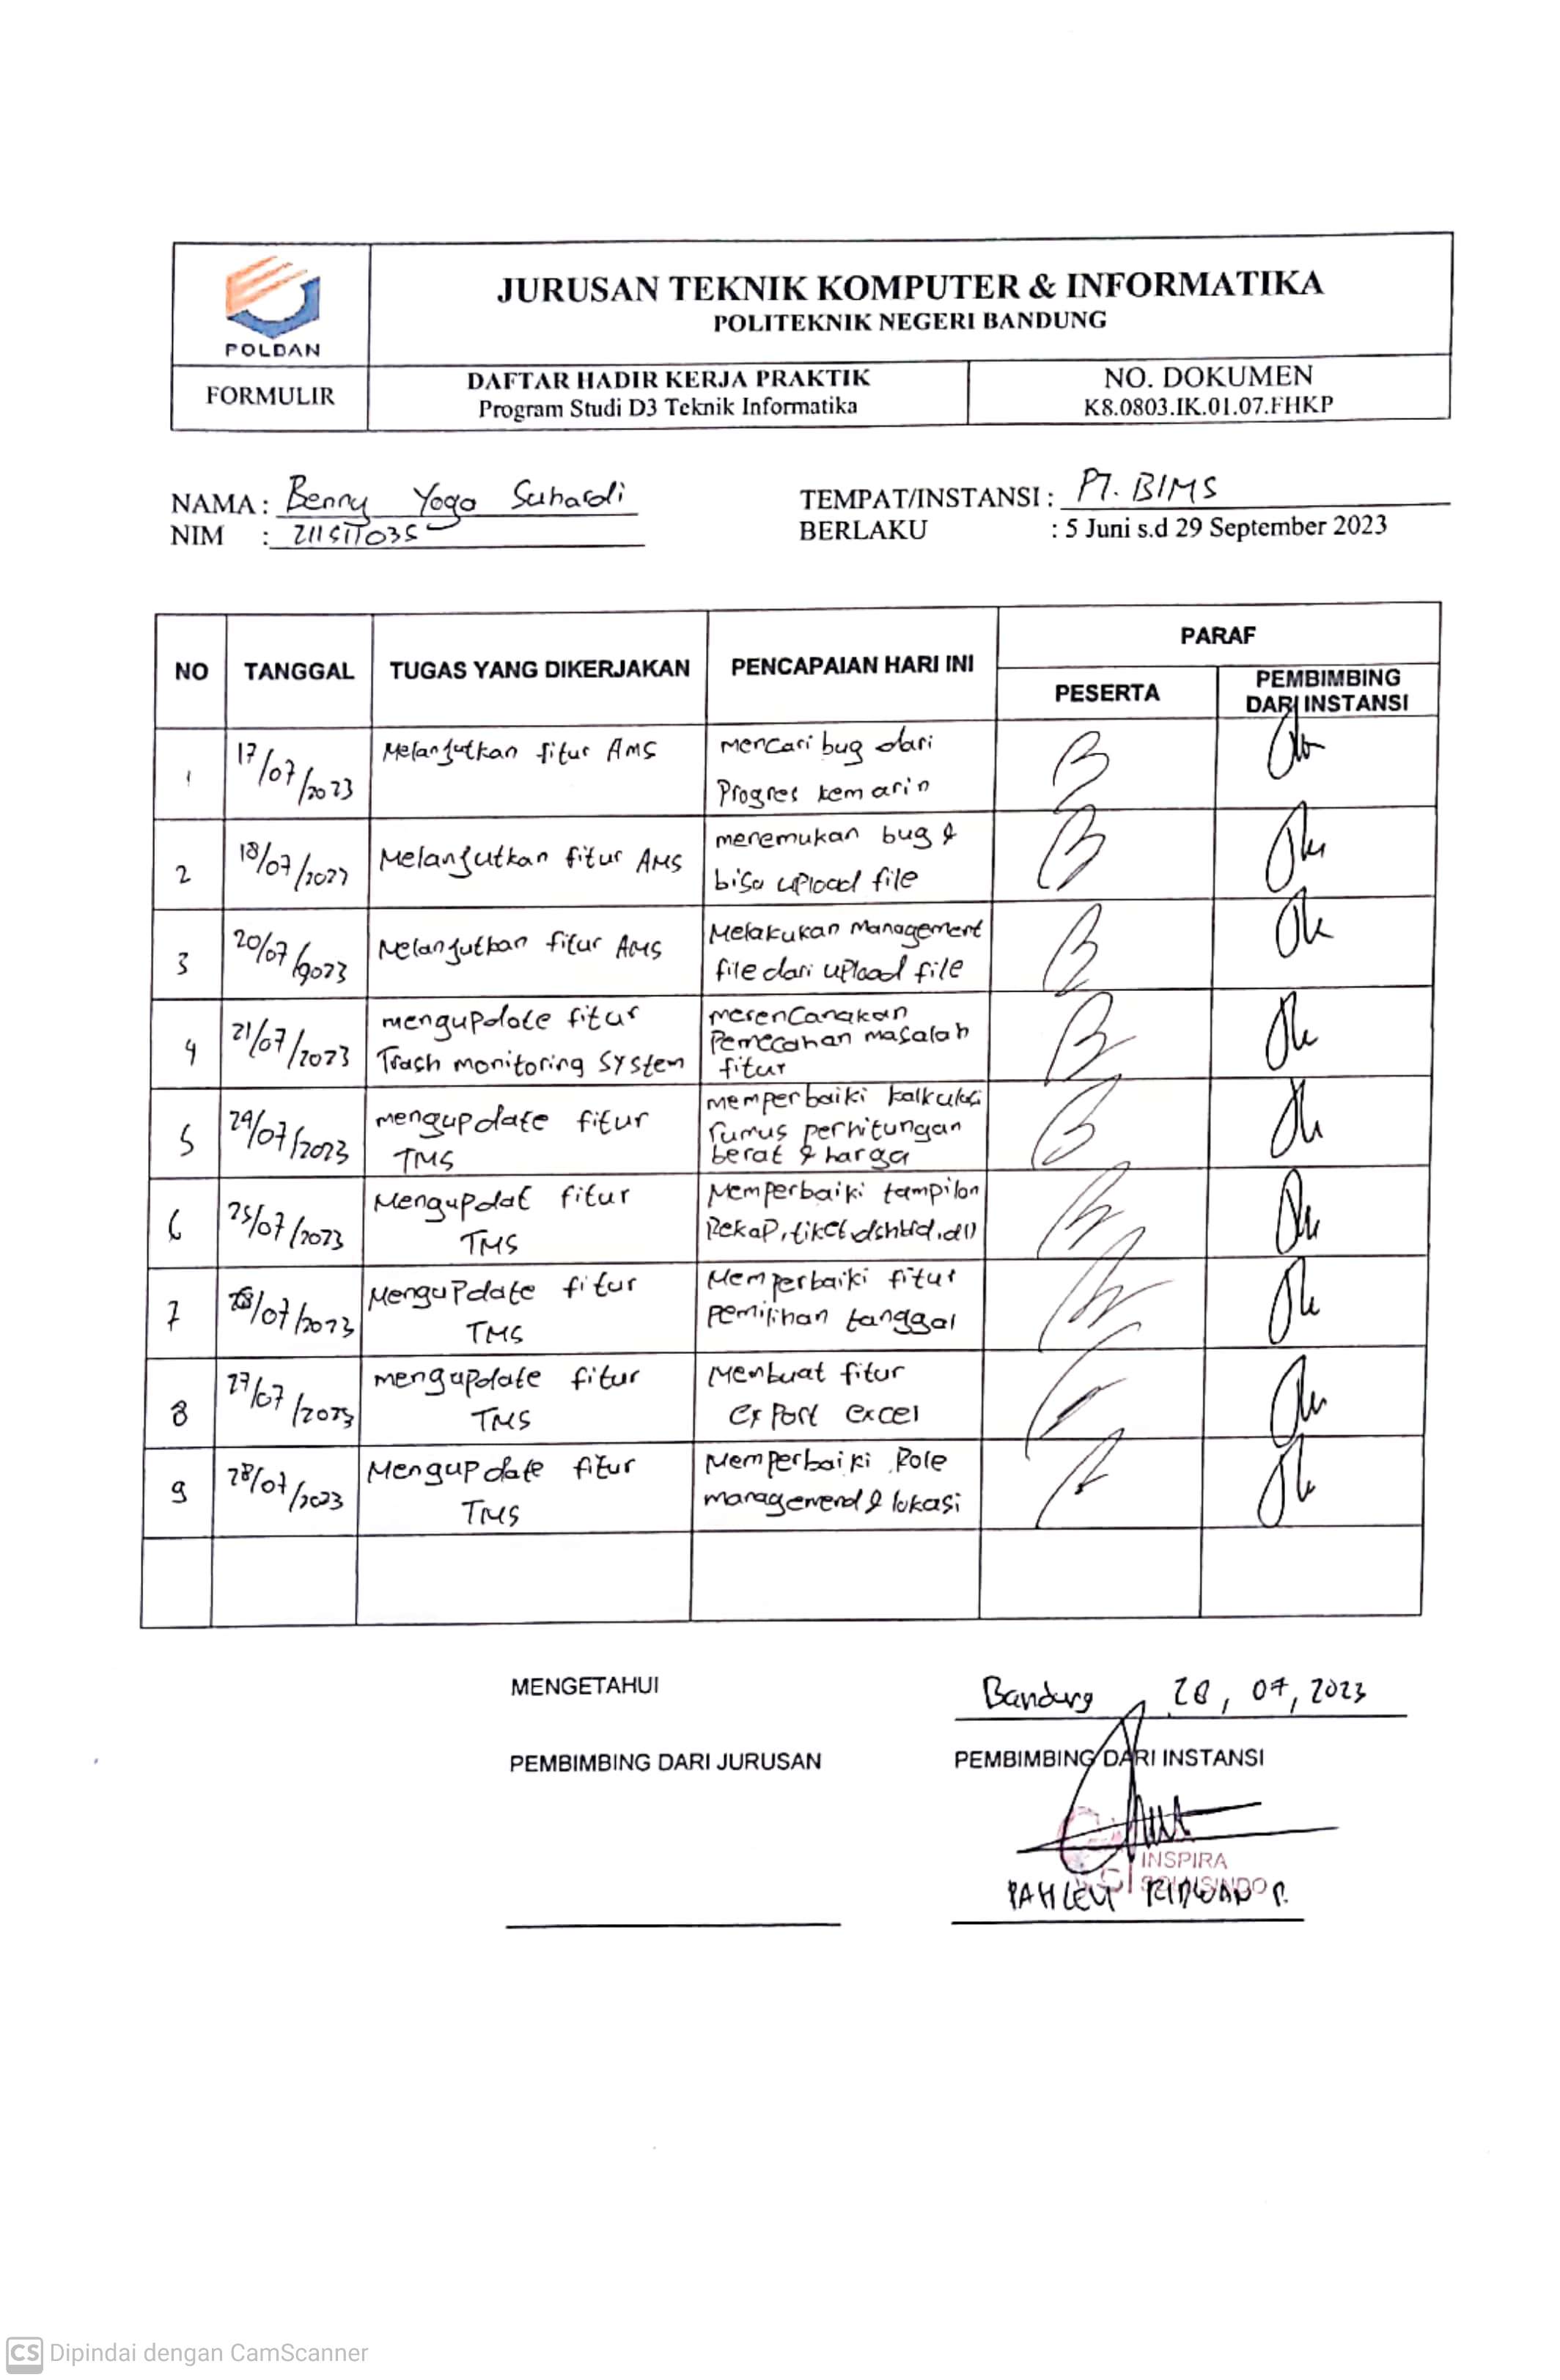 POLBAN
JURUSAN TEKNIK KOMPUTER & INFORMATIKA
POLITEKNIK NEGERI BANDUNG
FORMULIR
DAFTAR HADIR KERJA PRAKTIK
Program Studi D3 Teknik Informatika
NO. DOKUMEN
K8.0803.IK.01.07.FHKP
NAMA : Benny Yoga Suhardi
NIM : 211511035
TEMPAT/INSTANSI : PT. BIMS
BERLAKU : 5 Juni s.d 29 September 2023
NO TANGGAL TUGAS YANG DIKERJAKAN PENCAPAIAN HARI INI PARAF
PESERTA PEMBIMBING DARI INSTANSI
1 17/07/2023 Melanjutkan fitur AMS mencari bug dari
Progres kemarin
2 18/07/2023 Melanjutkan fitur AMS meremukan bug &
bisa upload file
3 20/07/2023 Melanjutkan fitur AMS Melakukan Management
file dari upload file
4 21/07/2023 mengupdate fitur
Trash monitoring System
merencanakan
Pemecahan masalah
fitur
5 24/07/2023 mengupdate fitur
TMS
memperbaiki kalkulasi
rumus perhitungan
berat & harga
6 25/07/2023 Mengupdat fitur
TMS
Memperbaiki tampilan
Rekap, tiket, dshbrd, dll
7 /07/2023 Mengupdate fitur
TMS
Memperbaiki fitur
pemilihan tanggal
8 27/07/2023 mengupdate fitur
TMS
Membuat fitur
export excel
9 28/07/2023 Mengupdate fitur
TMS
Memperbaiki Role
management & lokasi
MENGETAHUI
Bandung 28, 07, 2023
PEMBIMBING DARI JURUSAN
PEMBIMBING DARI INSTANSI
INSPIRA
SOLUSINDO
PAHLEVI RIDWAN P.
CS Dipindai dengan CamScanner